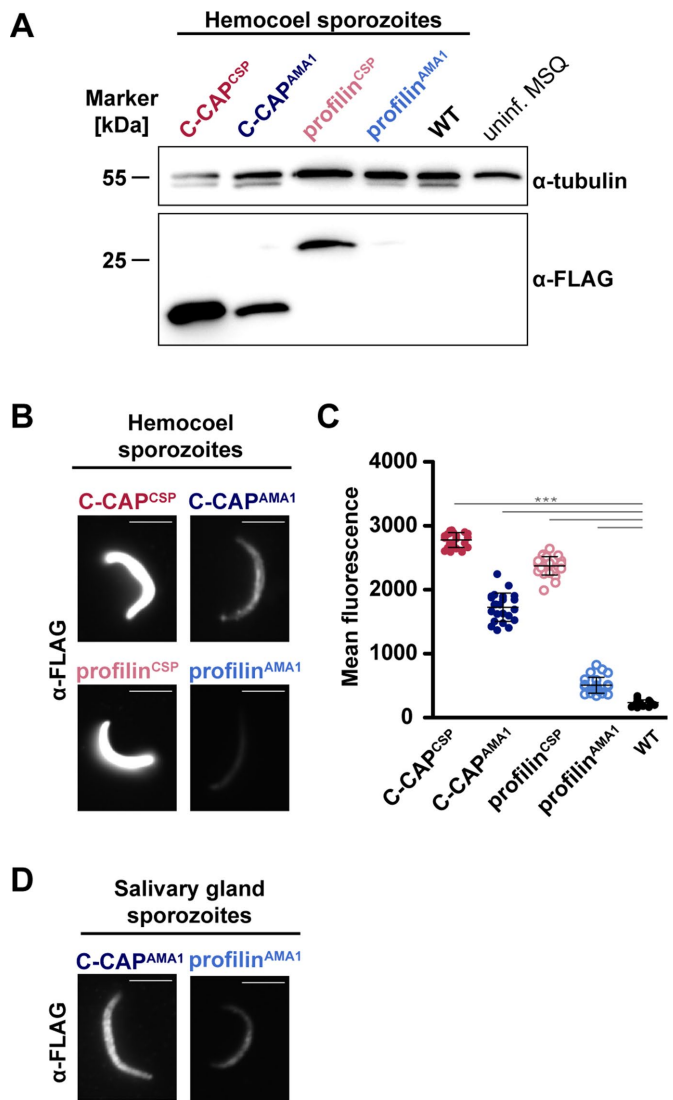 A
Hemocoel sporozoites
Marker
[kDa]
C-CAPCSP
C-CAPAMA1
profilinCSP
profilinAMA1
WT
uninf. MSQ
55
α-tubulin
25
α-FLAG
B
Hemocoel
sporozoites
α-FLAG
C-CAPCSP
C-CAPAMA1
profilinCSP
profilinAMA1
C
Mean fluorescence
4000
3000
2000
1000
0
***
C-CAPCSP
C-CAPAMA1
profilinCSP
profilinAMA1
WT
D
Salivary gland
sporozoites
α-FLAG
C-CAPAMA1
profilinAMA1